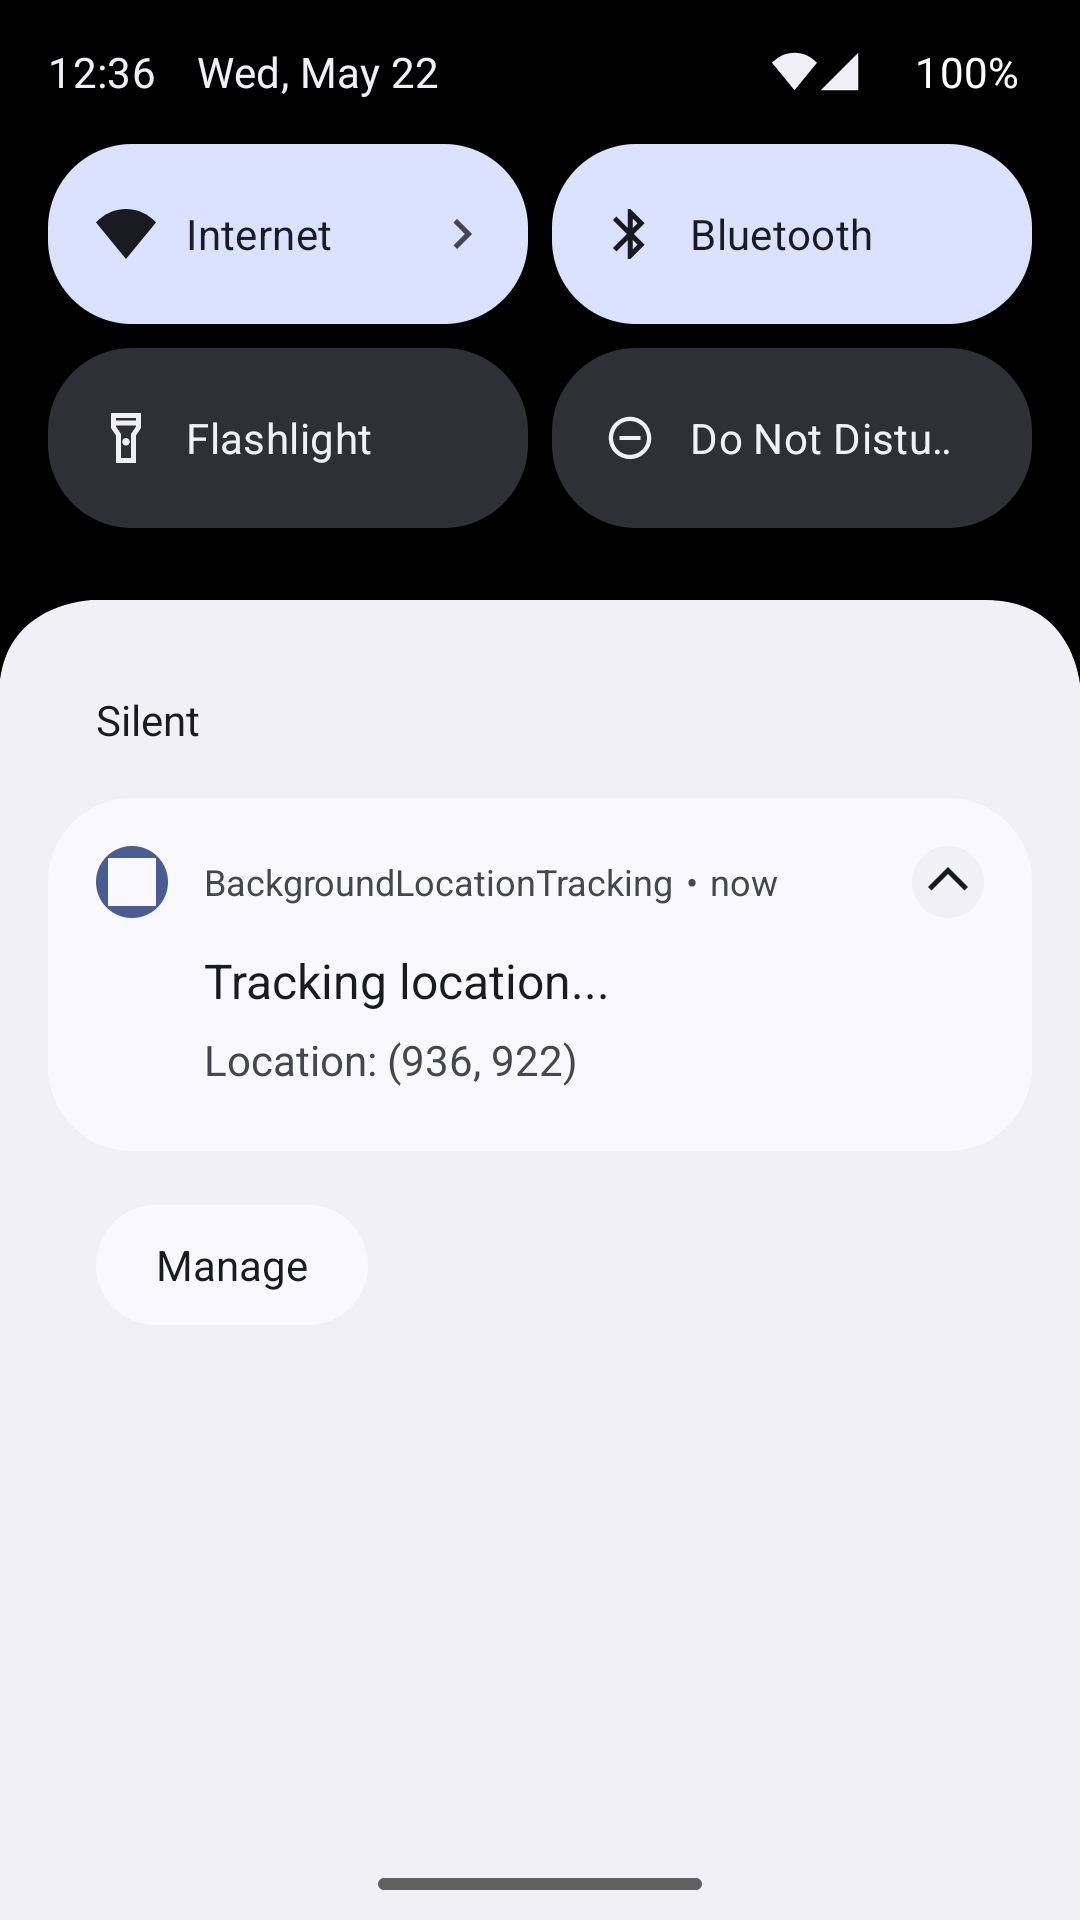 12:36 Wed, May 22 100%
Internet Bluetooth
Flashlight Do Not Distu..
Silent
BackgroundLocationTracking • now
Tracking location...
Location: (936, 922)
Manage